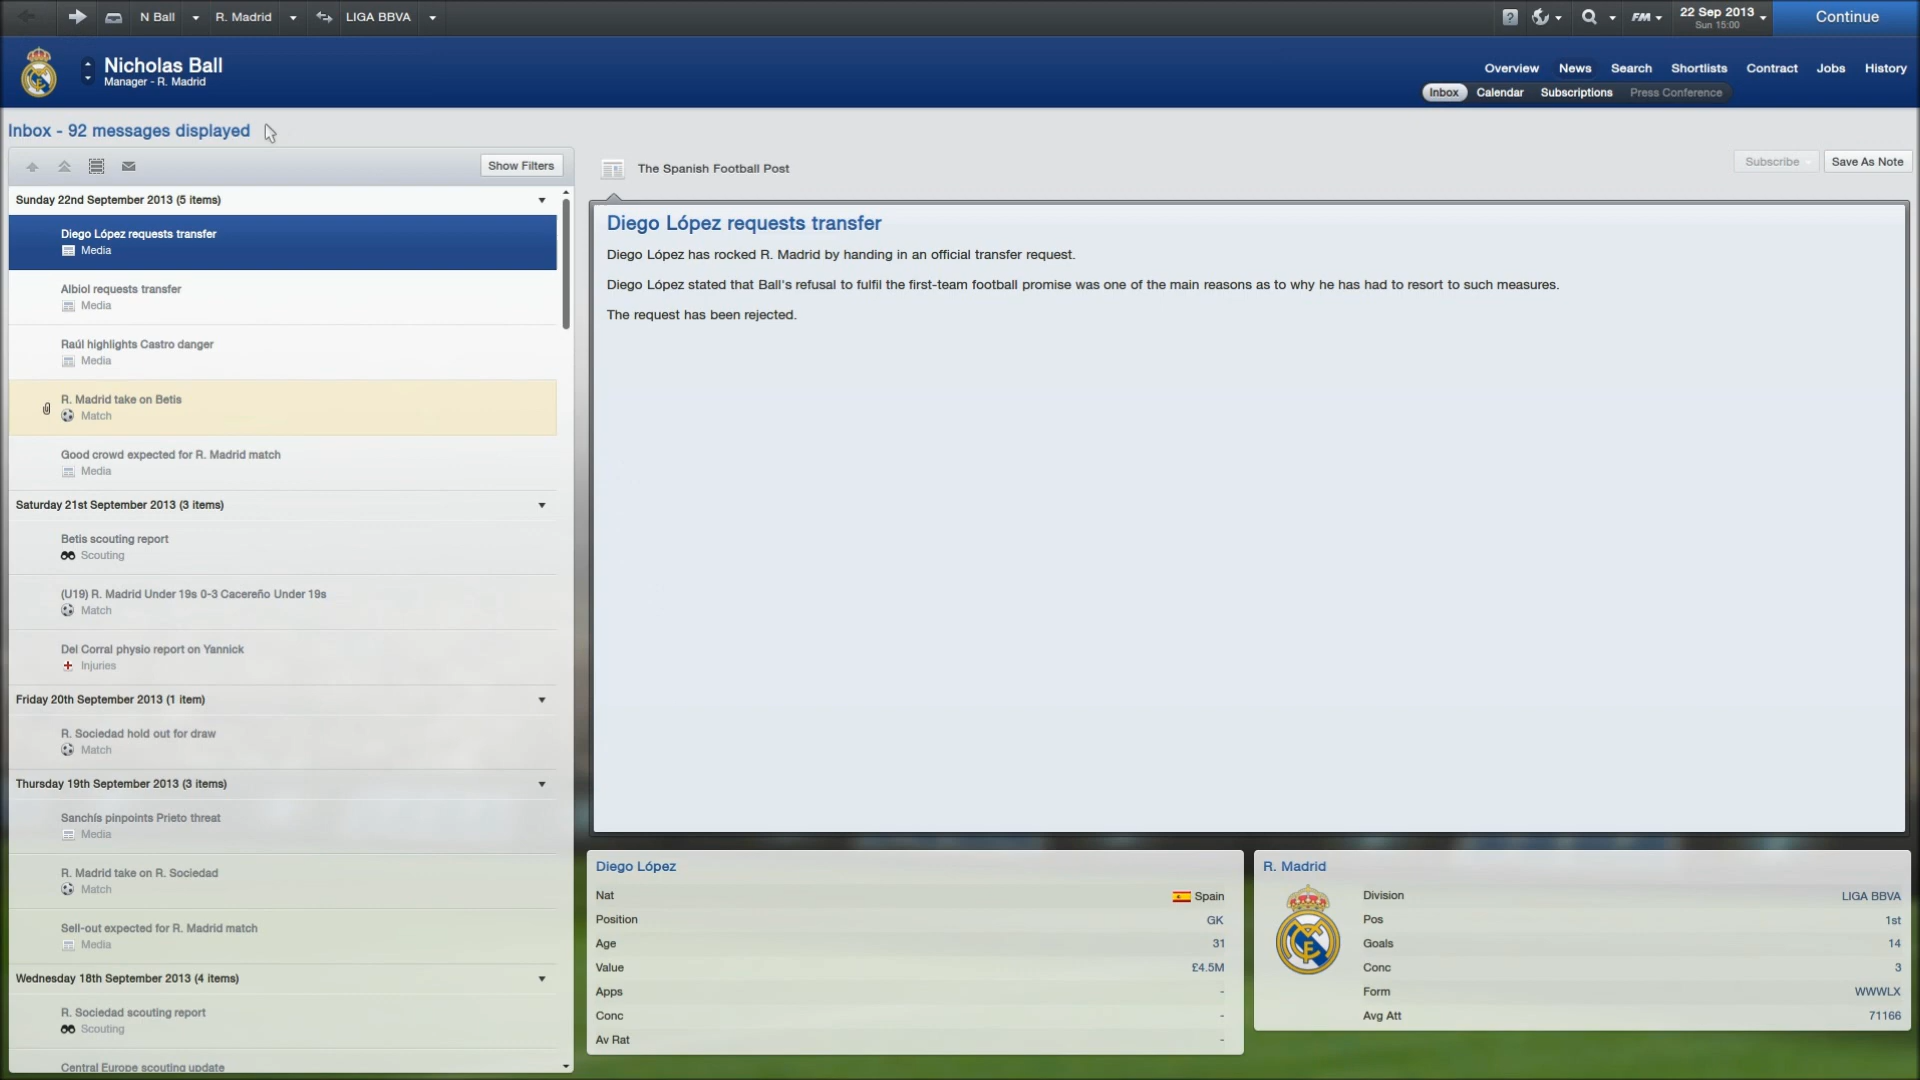 N Ball
R. Madrid
LIGA BBVA
?
FM
22 Sep 2013
Sun 15:00
Continue
Nicholas Ball
Manager - R. Madrid
Overview
News
Search
Shortlists
Contract
Jobs
History
Inbox
Calendar
Subscriptions
Press Conference
Inbox - 92 messages displayed
Show Filters
Sunday 22nd September 2013 (5 items)
Diego López requests transfer
Media
Albiol requests transfer
Media
Raúl highlights Castro danger
Media
R. Madrid take on Betis
Match
Good crowd expected for R. Madrid match
Media
Saturday 21st September 2013 (3 items)
Betis scouting report
Scouting
(U19) R. Madrid Under 19s 0-3 Cacereño Under 19s
Match
Del Corral physio report on Yannick
Injuries
Friday 20th September 2013 (1 item)
R. Sociedad hold out for draw
Match
Thursday 19th September 2013 (3 items)
Sanchís pinpoints Prieto threat
Media
R. Madrid take on R. Sociedad
Match
Sell-out expected for R. Madrid match
Media
Wednesday 18th September 2013 (4 items)
R. Sociedad scouting report
Scouting
Central Europe scouting update
The Spanish Football Post
Subscribe
Save As Note
Diego López requests transfer
Diego López has rocked R. Madrid by handing in an official transfer request.
Diego López stated that Ball's refusal to fulfil the first-team football promise was one of the main reasons as to why he has had to resort to such measures.
The request has been rejected.
Diego López
Nat Spain
Position GK
Age 31
Value £4.5M
Apps -
Conc -
Av Rat -
R. Madrid
Division LIGA BBVA
Pos 1st
Goals 14
Conc 3
Form WWWLX
Avg Att 71166